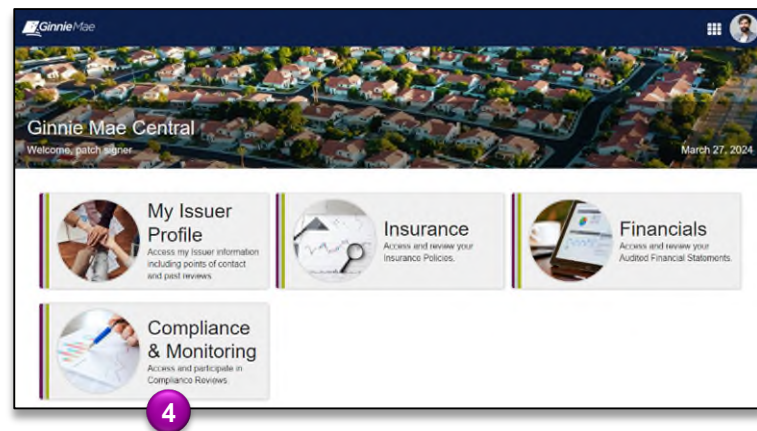 GinnieMae
Ginnie Mae Central
Welcome, patch signer
March 27, 2024
My Issuer
Profile
Access my Issuer information
including points of contact
and past reviews
Insurance
Access and review your
Insurance Policies.
Financials
Access and review your
Audited Financial Statements.
Compliance
& Monitoring
Access and participate in
Compliance Reviews.
4